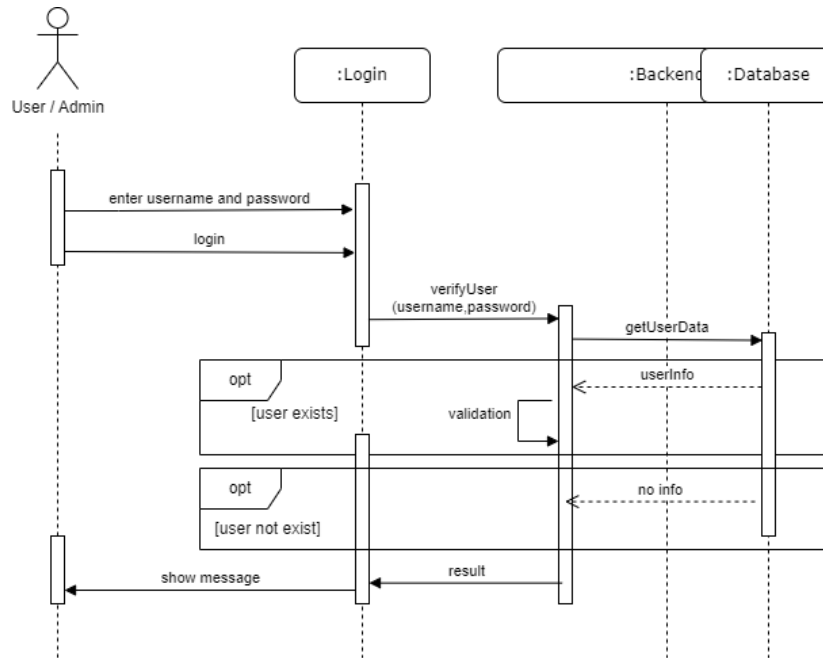 :Login
:Backend
:Database
User / Admin
enter username and password
login
verifyUser
(username,password)
getUserData
opt
userInfo
[user exists]
validation
opt
no info
[user not exist]
result
show message